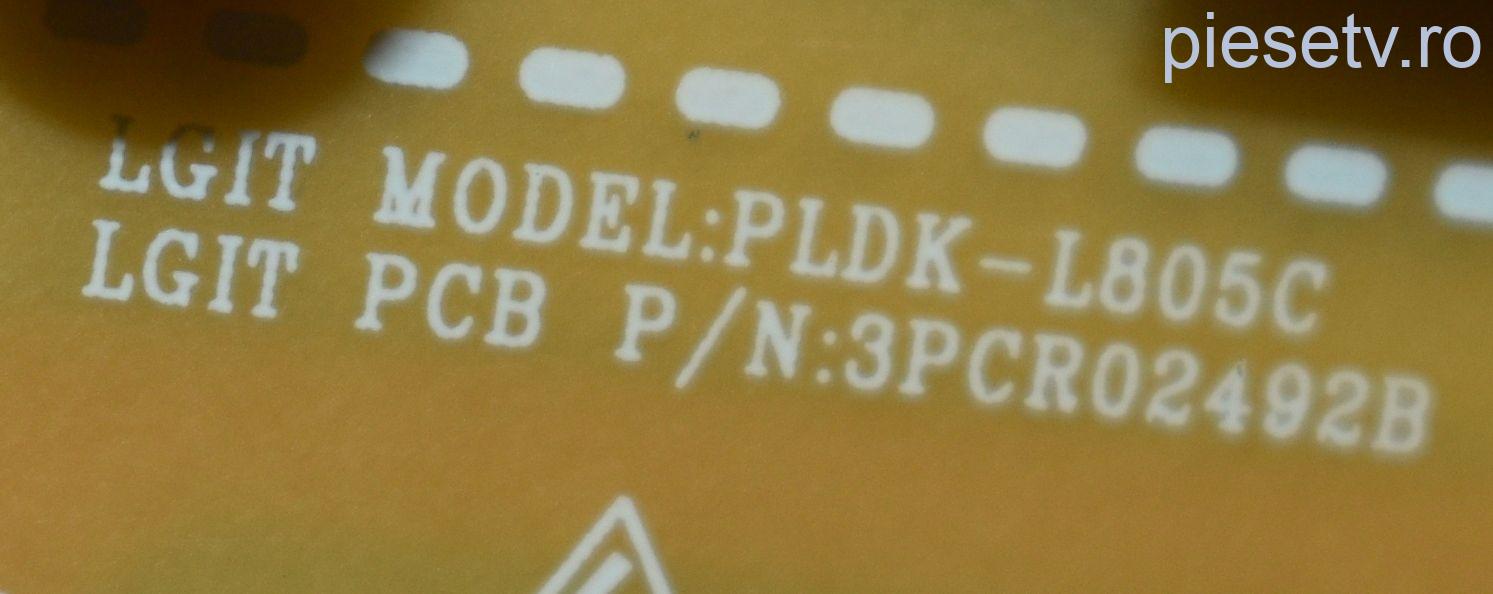 piesetv.ro
LGIT MODEL:PLDK-L805C
LGIT PCB P/N:3PCR02492B